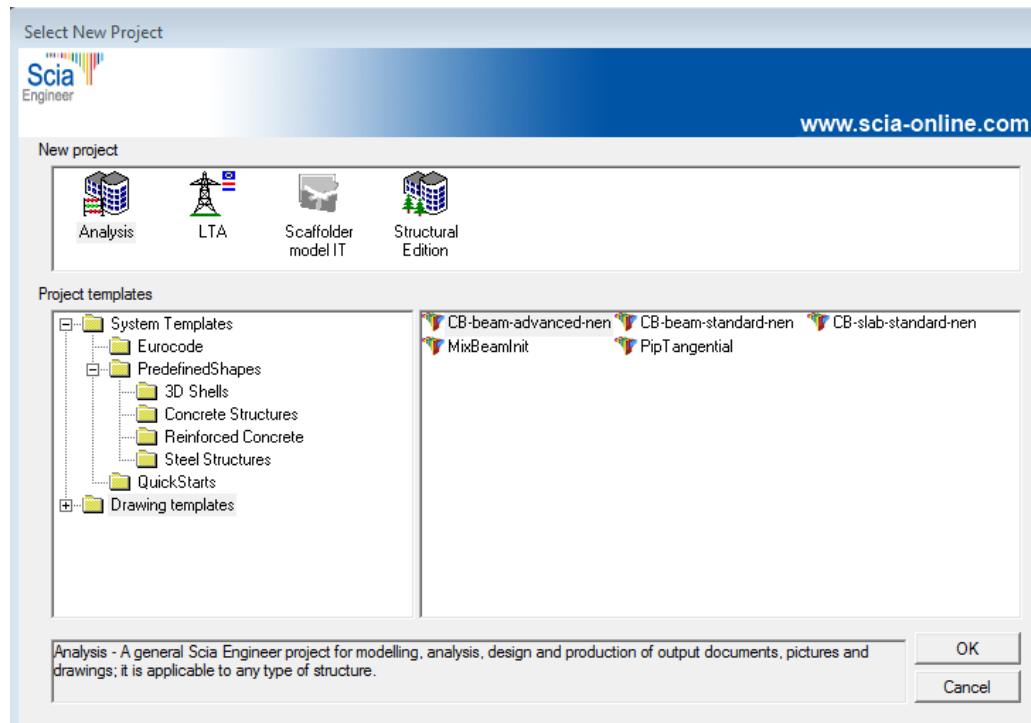 Select New Project
Scia
Engineer
www.scia-online.com
New project
Analysis
LTA
Scaffolder
model IT
Structural
Edition
Project templates
System Templates
Eurocode
PredefinedShapes
3D Shells
Concrete Structures
Reinforced Concrete
Steel Structures
QuickStarts
Drawing templates
CB-beam-advanced-nen CB-beam-standard-nen CB-slab-standard-nen
MixBeamInit PipTangential
Analysis - A general Scia Engineer project for modelling, analysis, design and production of output documents, pictures and
drawings; it is applicable to any type of structure.
OK
Cancel